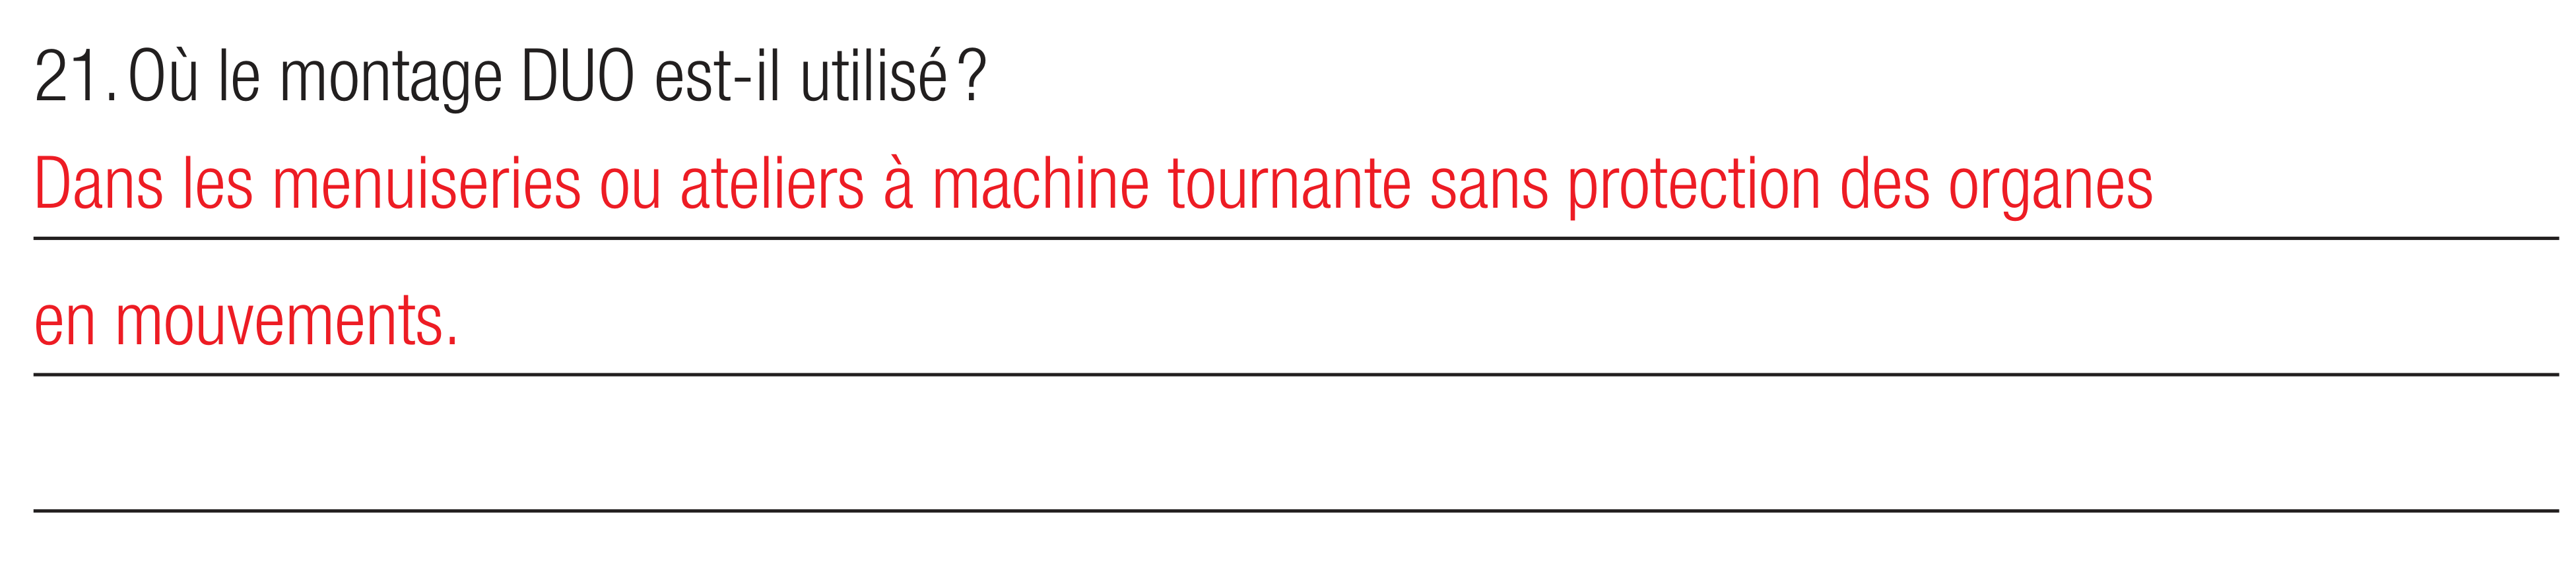 21. Où le montage DUO est-il utilisé ?
Dans les menuiseries ou ateliers à machine tournante sans protection des organes
en mouvements.